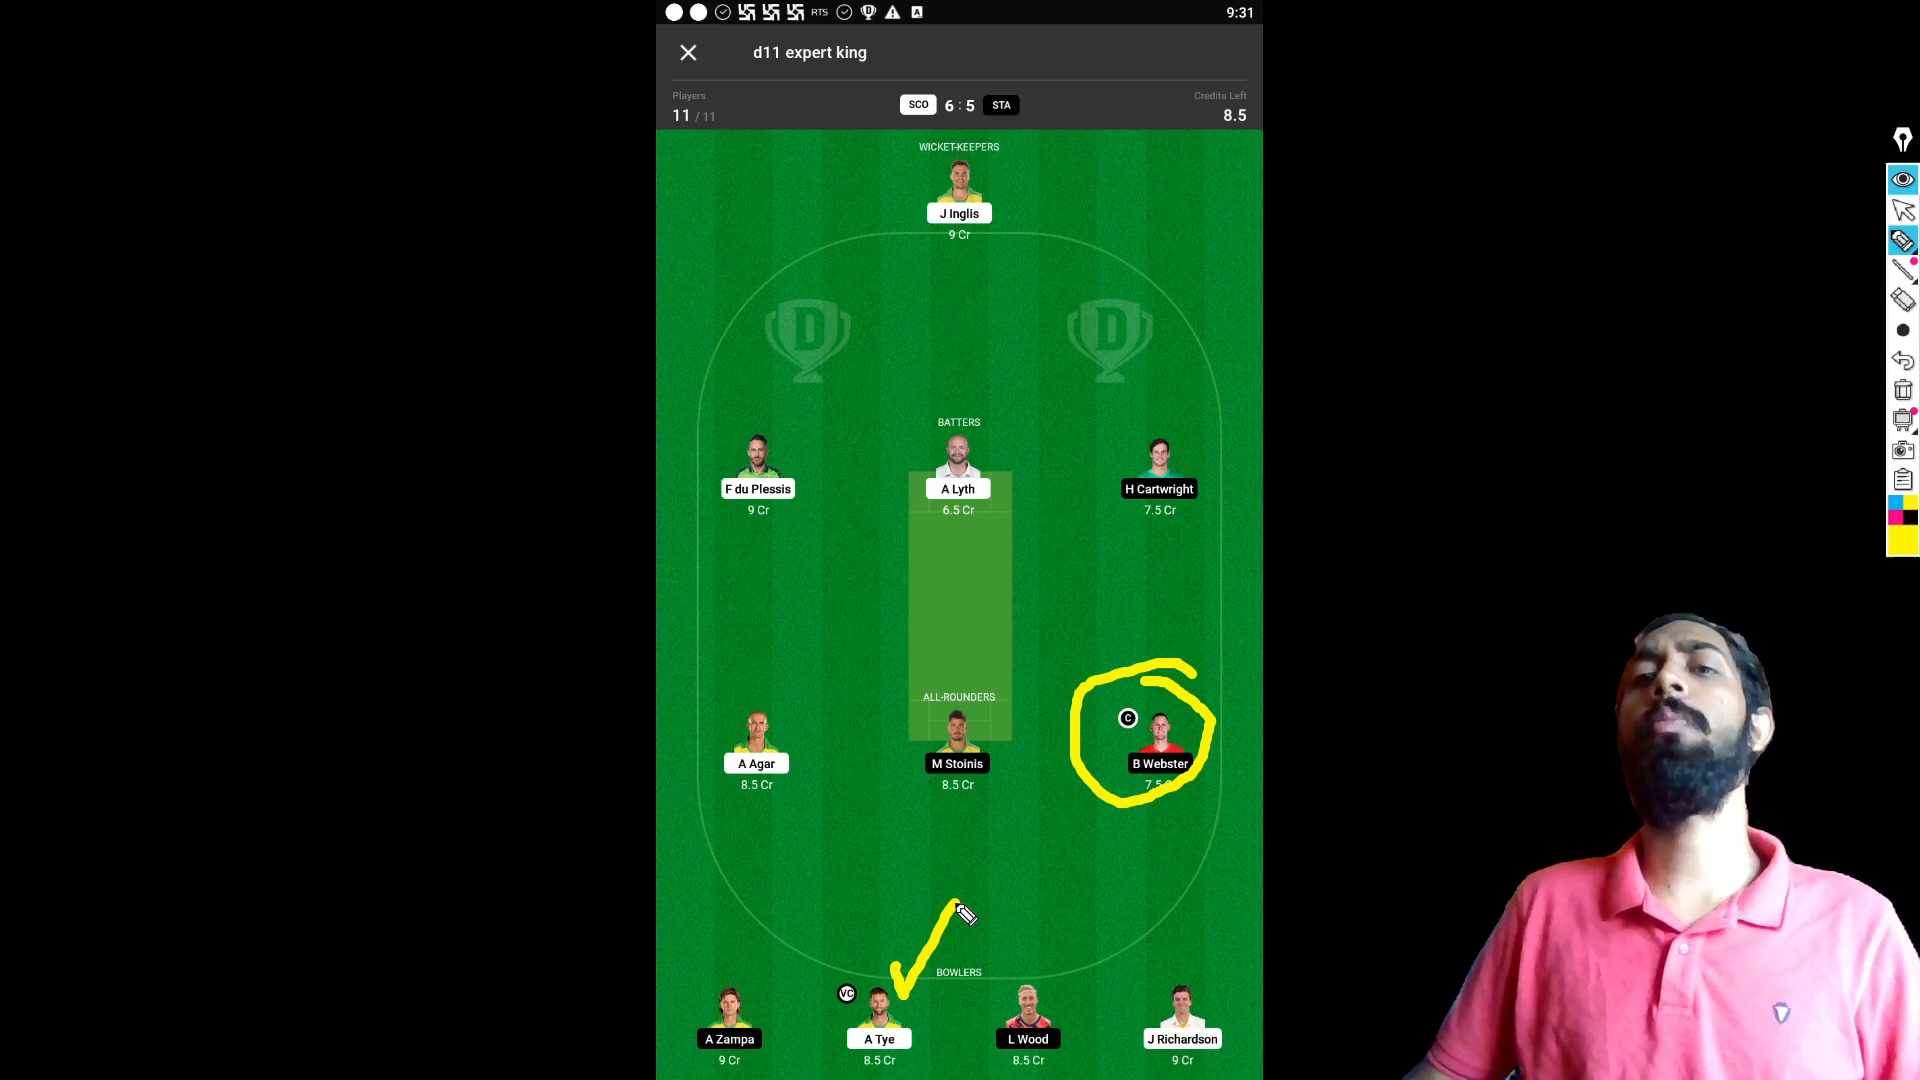 RTS
A
9:31
d11 expert king
Players
11 / 11
SCO 6 : 5 STA
Credits Left
8.5
WICKET-KEEPERS
J Inglis
9 Cr
D D
BATTERS
F du Plessis A Lyth H Cartwright
9 Cr 6.5 Cr 7.5 Cr
ALL-ROUNDERS
C
A Agar M Stoinis B Webster
8.5 Cr 8.5 Cr 7.5
BOWLERS
VC
A Zampa A Tye L Wood J Richardson
9 Cr 8.5 Cr 8.5 Cr 9 Cr